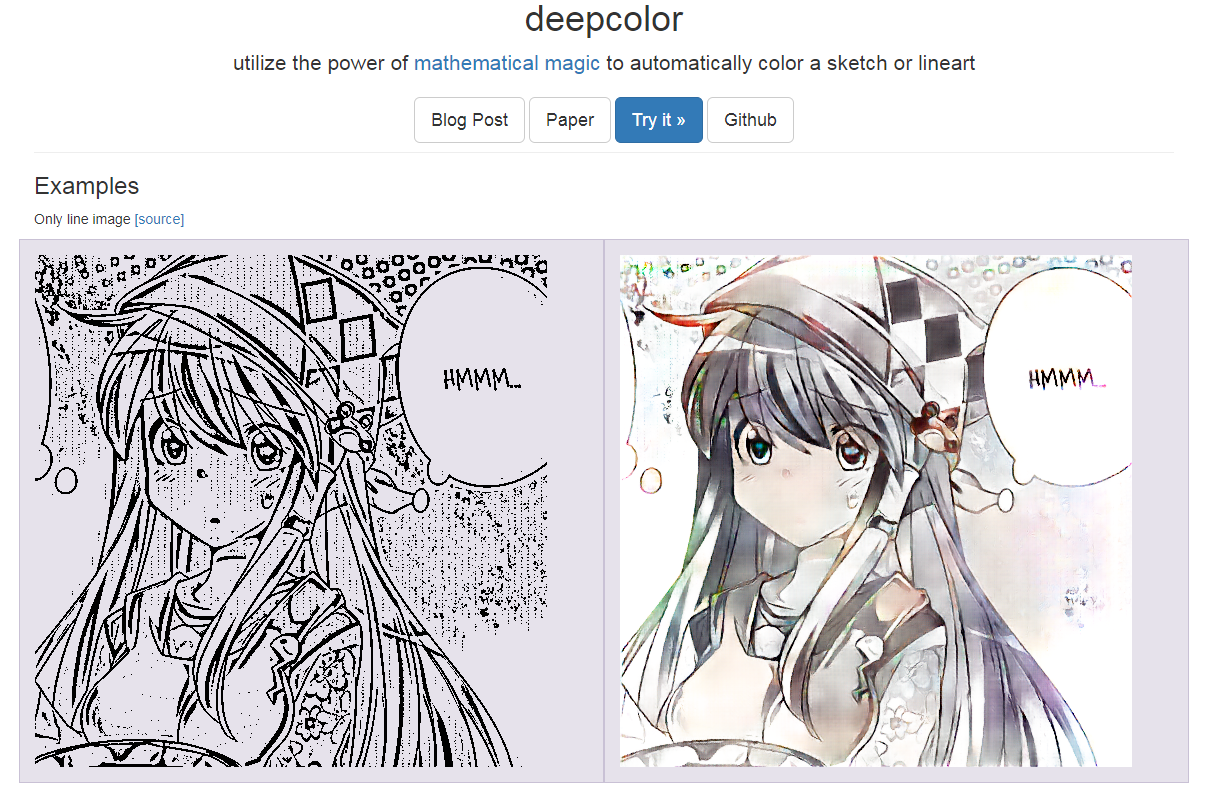 deepcolor
utilize the power of mathematical magic to automatically color a sketch or lineart
Blog Post Paper Try it » Github
Examples
Only line image [source]
HMMM... HMMM...